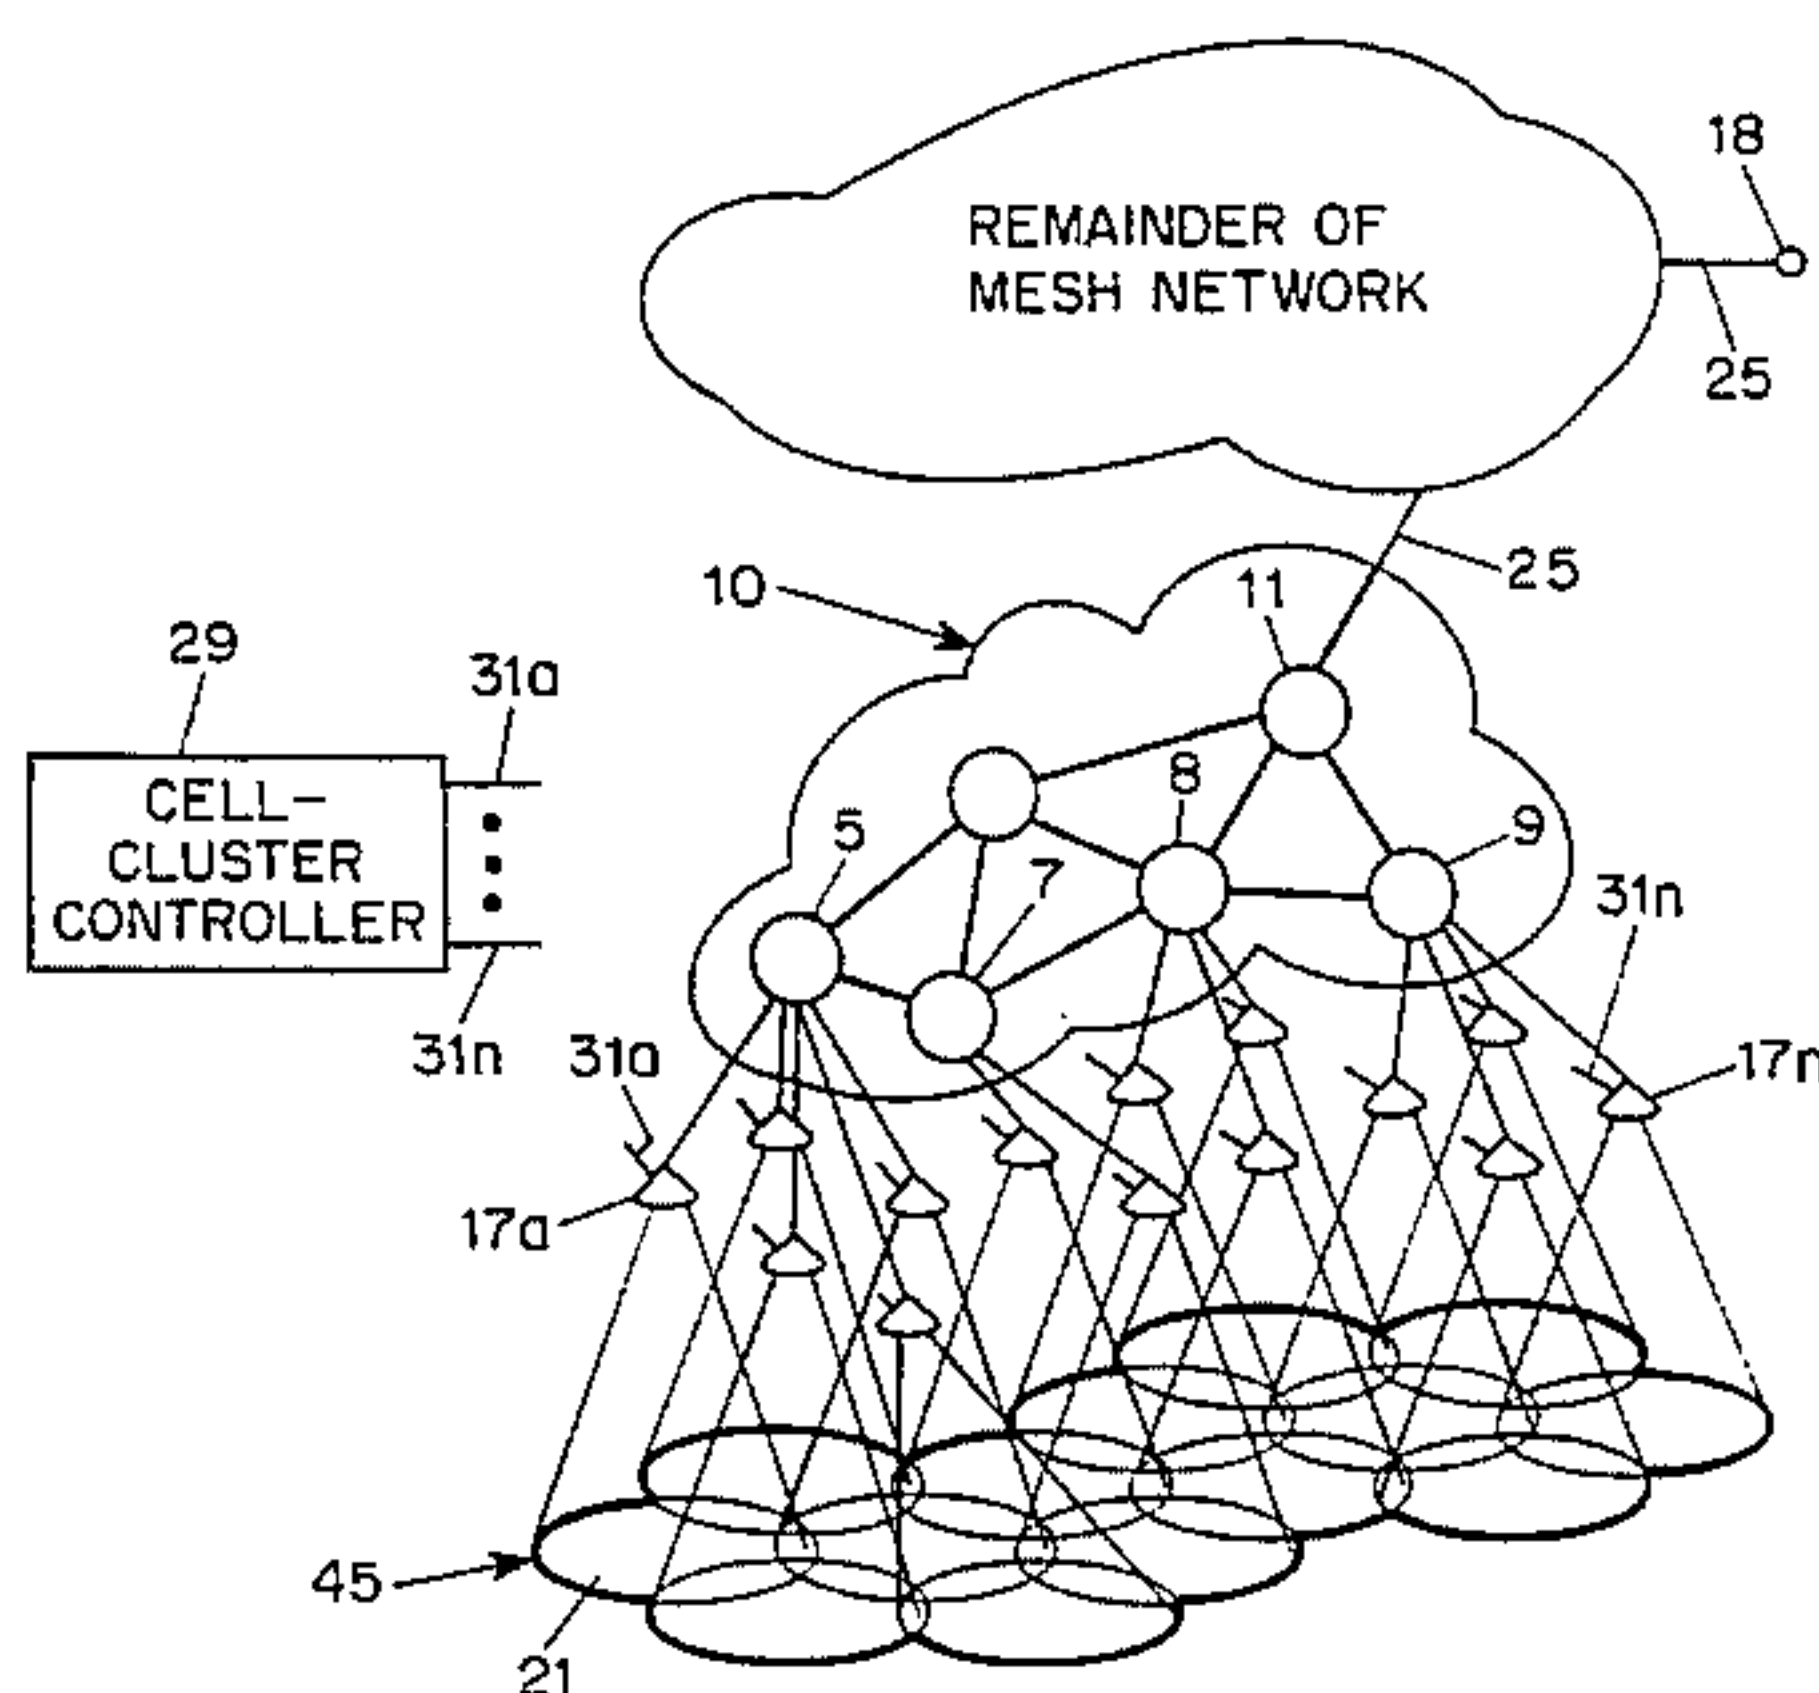 18
REMAINDER OF
MESH NETWORK
25
25
10
11
29
31a
8
5
9
7
31n
CELL-
CLUSTER
CONTROLLER
31n
31a
17n
17a
45
21